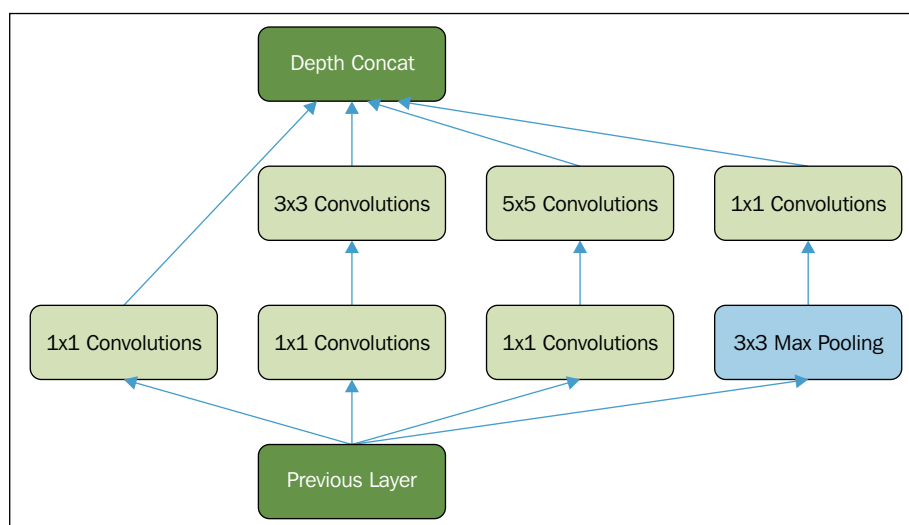 Depth Concat
3x3 Convolutions
5x5 Convolutions
1x1 Convolutions
1x1 Convolutions
1x1 Convolutions
1x1 Convolutions
3x3 Max Pooling
Previous Layer